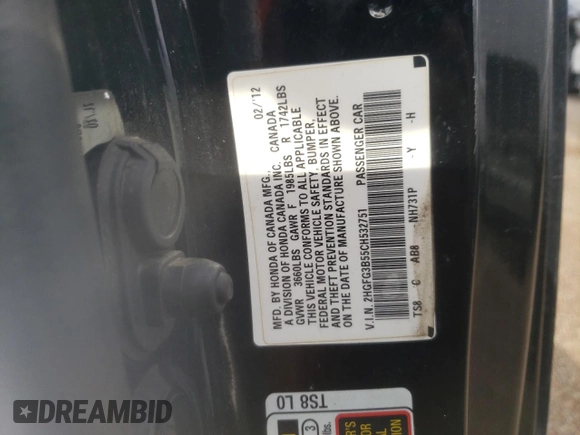 MFD. BY HONDA OF CANADA MFG., 02/'12
A DIVISION OF HONDA CANADA INC. CANADA
GVWR 3660LBS GAWR F 1985LBS R 1742LBS
THIS VEHICLE CONFORMS TO ALL APPLICABLE
FEDERAL MOTOR VEHICLE SAFETY, BUMPER,
AND THEFT PREVENTION STANDARDS IN EFFECT
ON THE DATE OF MANUFACTURE SHOWN ABOVE.
V.I.N. 2HGFG3B55CH532751 PASSENGER CAR
TS8 C AB8 -NH731P -Y -H
TS8 L0
3
lbs.
DREAMBID